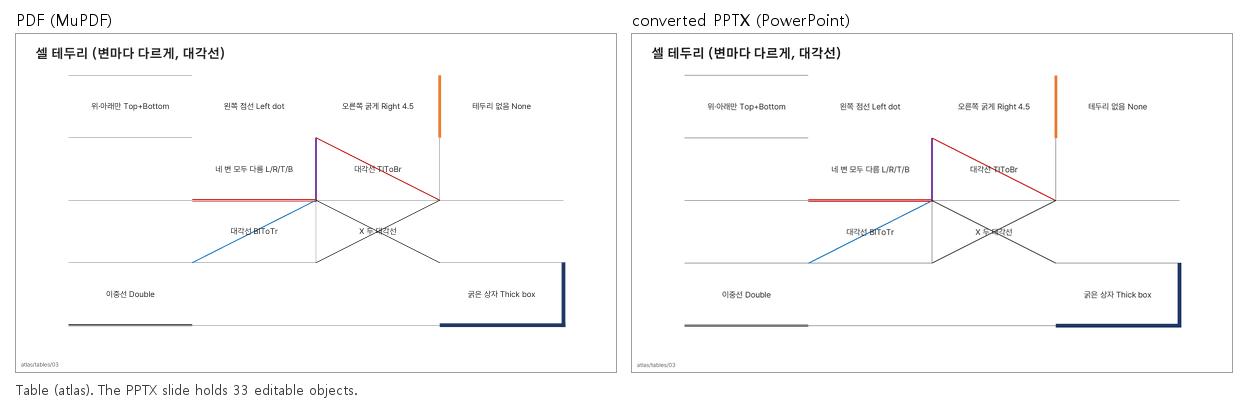 PDF (MuPDF)
converted PPTX (PowerPoint)
셀 테두리 (변마다 다르게, 대각선)
위·아래만 Top+Bottom
왼쪽 점선 Left dot
오른쪽 굵게 Right 4.5
테두리 없음 None
네 변 모두 다름 L/R/T/B
대각선 TlToBr
대각선 BlToTr
X 두 대각선
이중선 Double
굵은 상자 Thick box
atlas/tables/03
셀 테두리 (변마다 다르게, 대각선)
위·아래만 Top+Bottom
왼쪽 점선 Left dot
오른쪽 굵게 Right 4.5
테두리 없음 None
네 변 모두 다름 L/R/T/B
대각선 TlToBr
대각선 BlToTr
X 두 대각선
이중선 Double
굵은 상자 Thick box
atlas/tables/03
Table (atlas). The PPTX slide holds 33 editable objects.